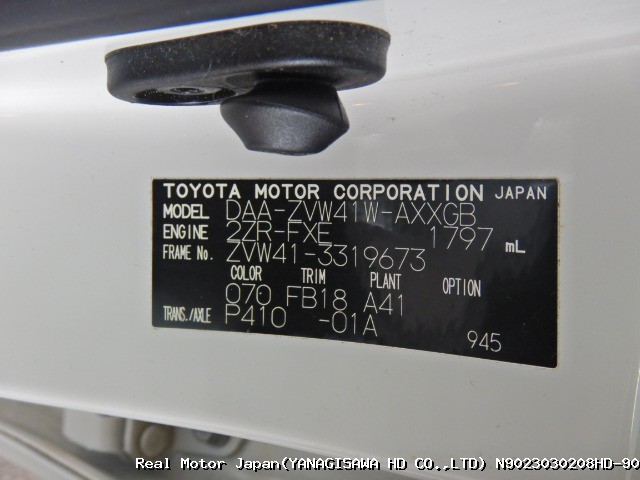 TOYOTA MOTOR CORPORATION JAPAN
MODEL DAA-ZVW41W-AXXGB
ENGINE 2ZR-FXE 1797 mL
FRAME No. ZVW41-3319673
COLOR TRIM PLANT OPTION
070 FB18 A41
TRANS./AXLE P410 -01A
945
Real Motor Japan(YANAGISAWA HD CO.,LTD) N9023030208HD-90